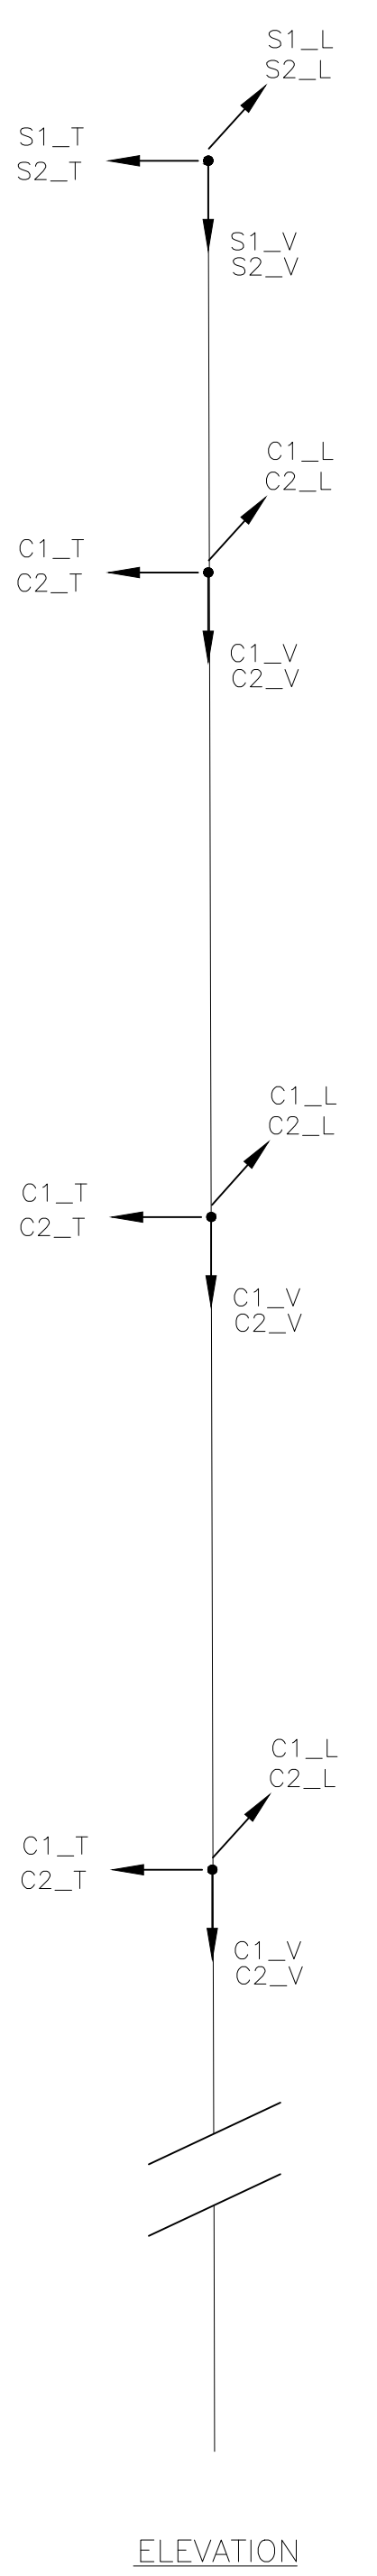 S1_L
S2_L
S1_T
S2_T
S1_V
S2_V
C1_L
C2_L
C1_T
C2_T
C1_V
C2_V
C1_L
C2_L
C1_T
C2_T
C1_V
C2_V
C1_L
C2_L
C1_T
C2_T
C1_V
C2_V
ELEVATION